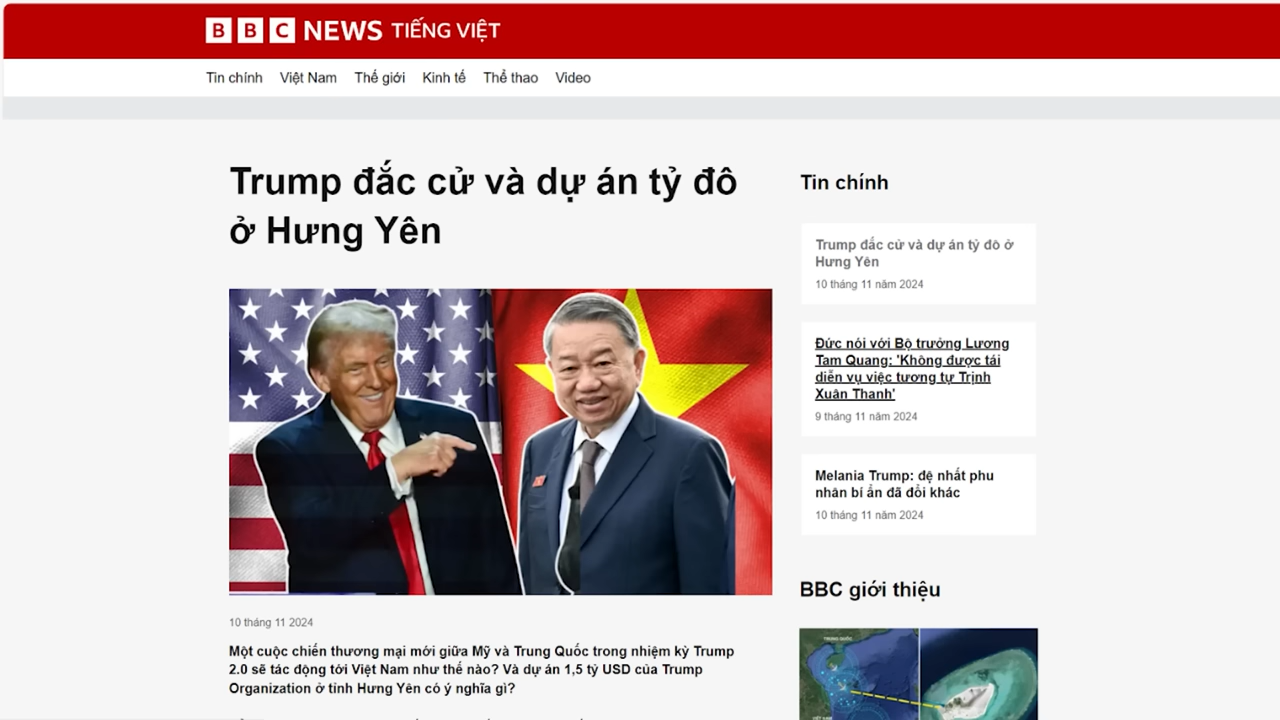 BBC NEWS TIẾNG VIỆT
Tin chính Việt Nam Thế giới Kinh tế Thể thao Video
Trump đắc cử và dự án tỷ đô
ở Hưng Yên
10 tháng 11 2024
Một cuộc chiến thương mại mới giữa Mỹ và Trung Quốc trong nhiệm kỳ Trump
2.0 sẽ tác động tới Việt Nam như thế nào? Và dự án 1,5 tỷ USD của Trump
Organization ở tỉnh Hưng Yên có ý nghĩa gì?
Tin chính
Trump đắc cử và dự án tỷ đô ở
Hưng Yên
10 tháng 11 năm 2024
Đức nói với Bộ trưởng Lương
Tam Quang: 'Không được tái
diễn vụ việc tương tự Trịnh
Xuân Thanh'
9 tháng 11 năm 2024
Melania Trump: đệ nhất phu
nhân bí ẩn đã đổi khác
10 tháng 11 năm 2024
BBC giới thiệu
TRUNG QUỐC
VIỆT NAM